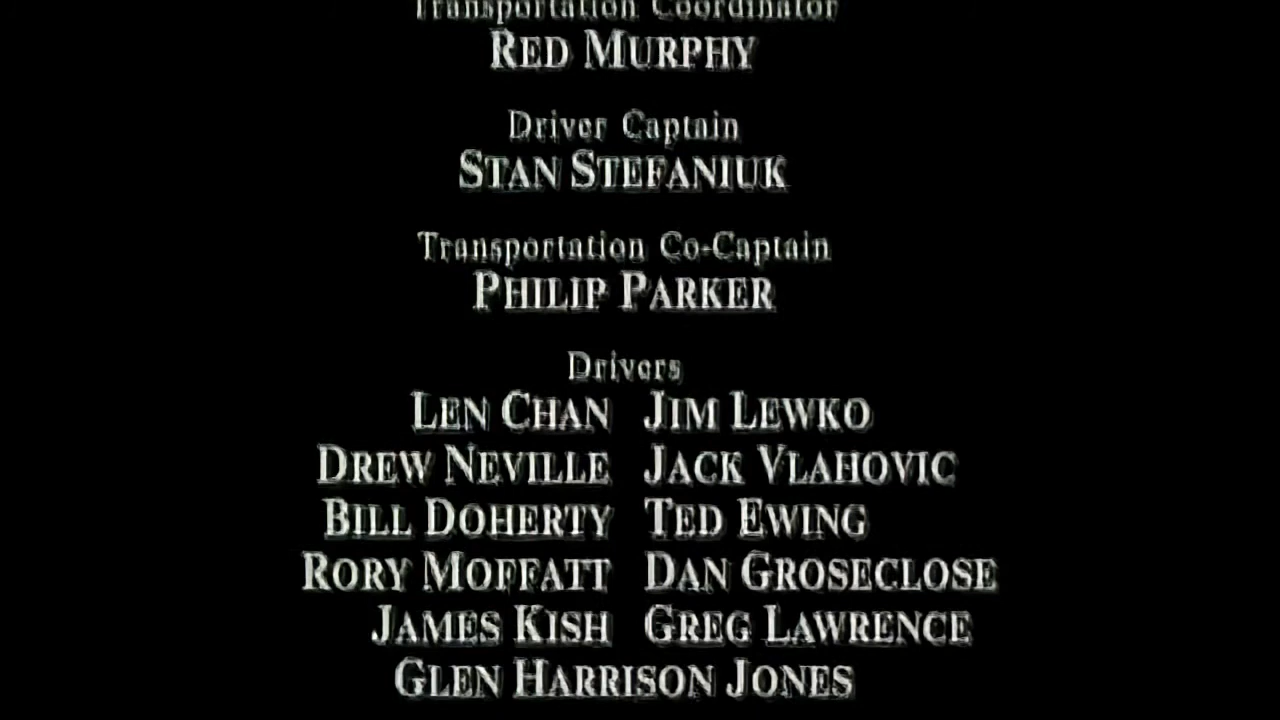 Transportation Coordinator
RED MURPHY
Driver Captain
STAN STEFANIUK
Transportation Co-Captain
PHILIP PARKER
Drivers
LEN CHAN JIM LEWKO
DREW NEVILLE JACK VLAHOVIC
BILL DOHERTY TED EWING
RORY MOFFATT DAN GROSECLOSE
JAMES KISH GREG LAWRENCE
GLEN HARRISON JONES